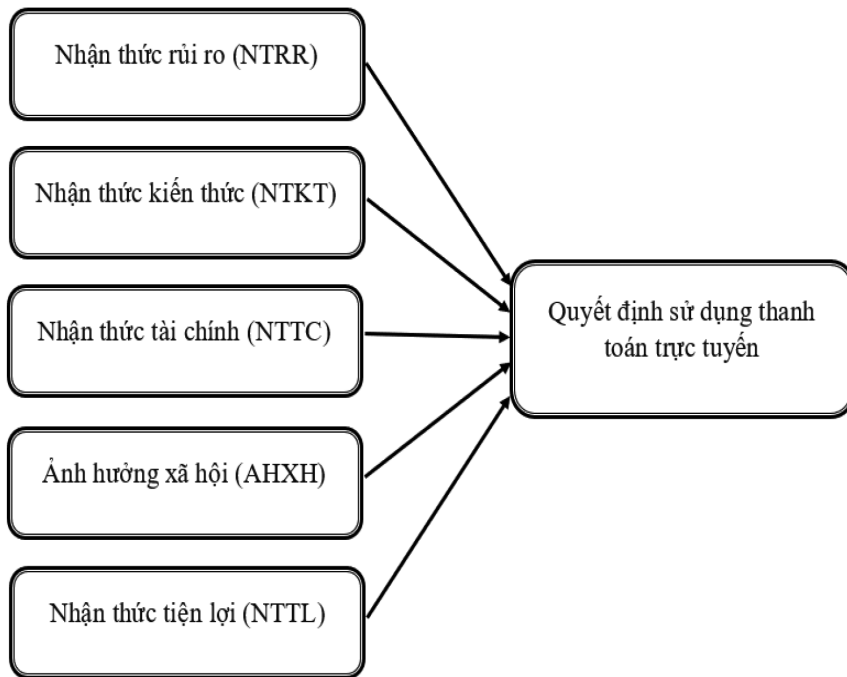 Nhận thức rủi ro (NTRR)
Nhận thức kiến thức (NTKT)
Nhận thức tài chính (NTTC)
Ảnh hưởng xã hội (AHXH)
Nhận thức tiện lợi (NTTL)
Quyết định sử dụng thanh
toán trực tuyến